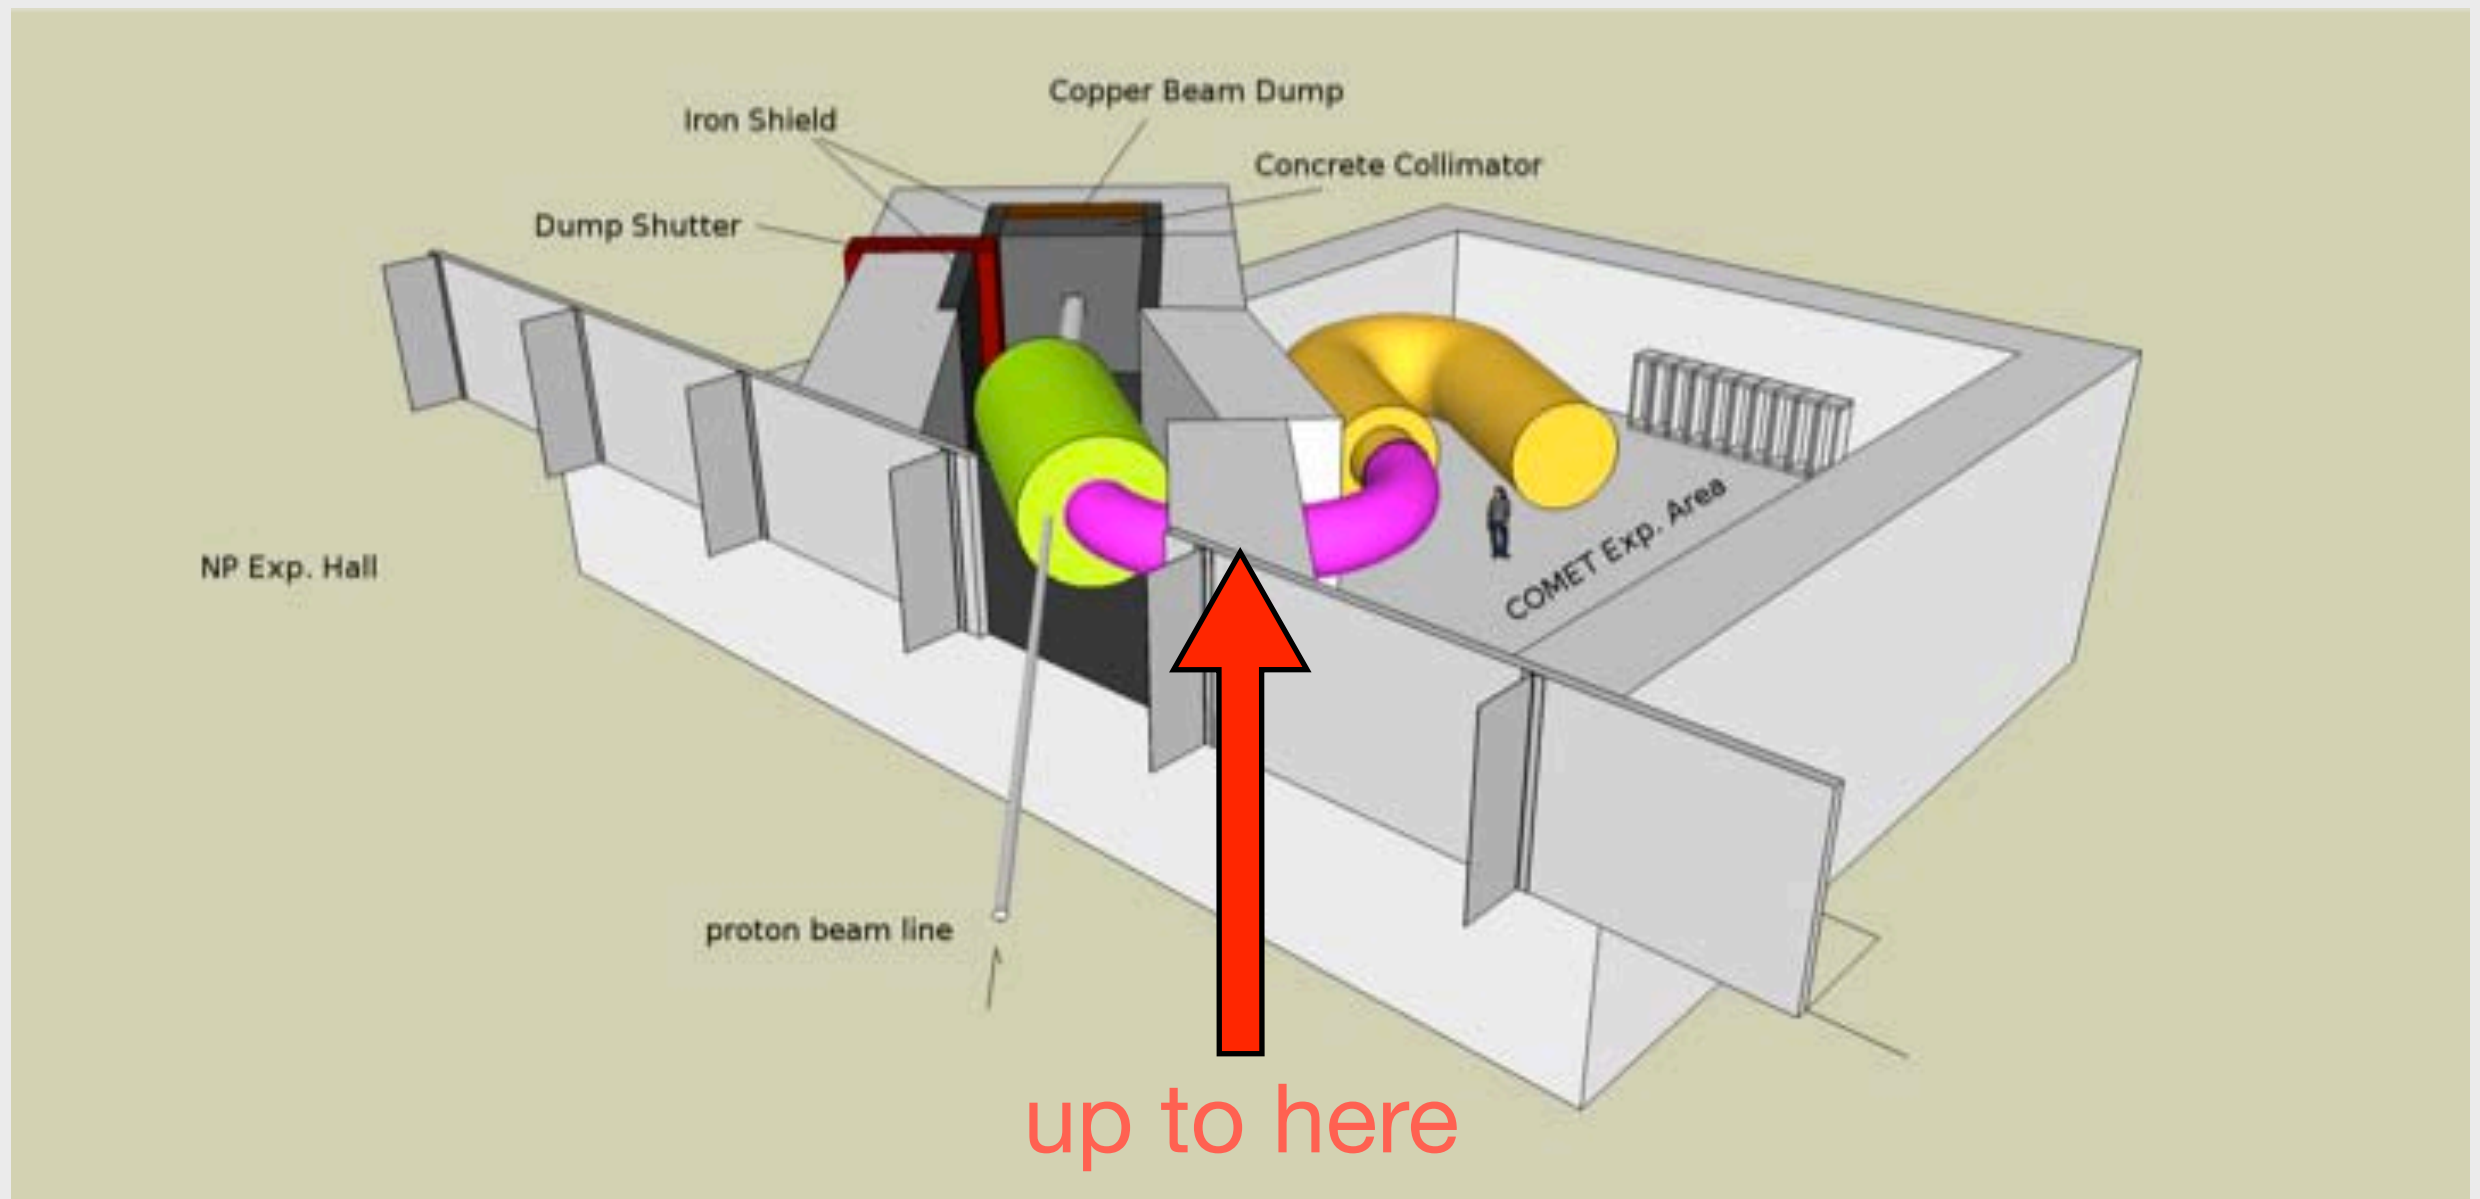 Copper Beam Dump
Iron Shield
Concrete Collimator
Dump Shutter
COMET Exp. Area
NP Exp. Hall
proton beam line
up to here